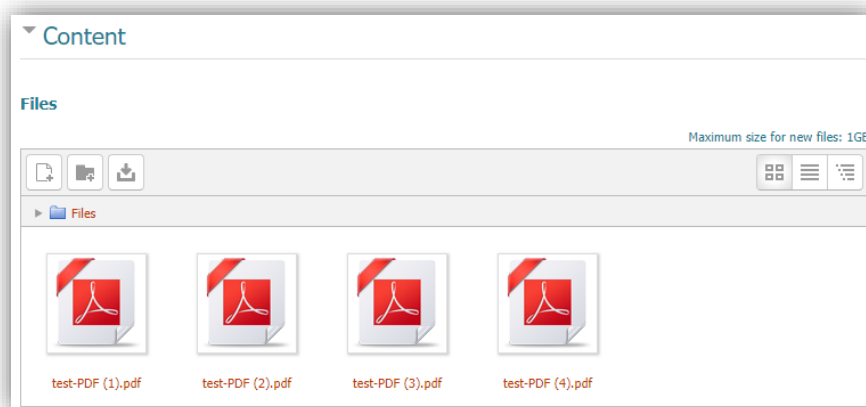 Content
Files
Maximum size for new files: 1GB
Files
test-PDF (1).pdf test-PDF (2).pdf test-PDF (3).pdf test-PDF (4).pdf